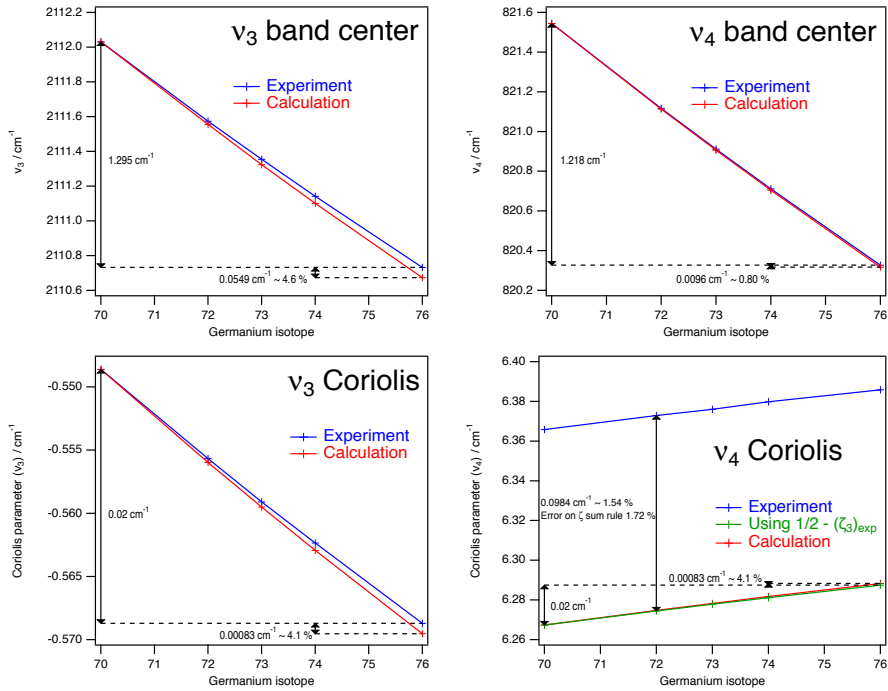 ν3 band center
Experiment
Calculation
1.295 cm-1
0.0549 cm-1 ~ 4.6 %
2112.0
2111.8
2111.6
2111.4
2111.2
2111.0
2110.8
2110.6
ν3 / cm-1
70 71 72 73 74 75 76
Germanium isotope
ν4 band center
Experiment
Calculation
1.218 cm-1
0.0096 cm-1 ~ 0.80 %
821.6
821.4
821.2
821.0
820.8
820.6
820.4
820.2
ν4 / cm-1
70 71 72 73 74 75 76
Germanium isotope
ν3 Coriolis
Experiment
Calculation
0.02 cm-1
0.00083 cm-1 ~ 4.1 %
-0.550
-0.555
-0.560
-0.565
-0.570
Coriolis parameter (ν3) / cm-1
70 71 72 73 74 75 76
Germanium isotope
ν4 Coriolis
0.0984 cm-1 ~ 1.54 %
Error on ζ sum rule 1.72 %
Experiment
Using 1/2 - (ζ3)exp
Calculation
0.00083 cm-1 ~ 4.1 %
0.02 cm-1
6.40
6.38
6.36
6.34
6.32
6.30
6.28
6.26
Coriolis parameter (ν4) / cm-1
70 71 72 73 74 75 76
Germanium isotope